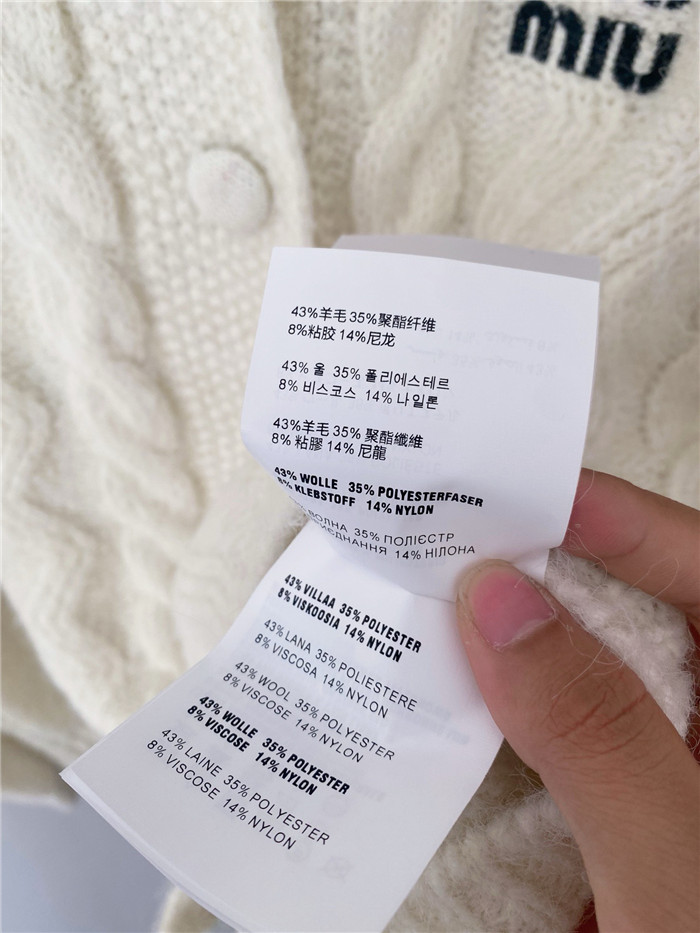 MIU
43%羊毛 35%聚酯纤维
8%粘胶 14%尼龙
43% 울 35% 폴리에스테르
8% 비스코스 14% 나일론
43%羊毛 35% 聚酯纖維
8% 粘膠 14% 尼龍
43% WOLLE 35% POLYESTERFASER
8% KLEBSTOFF 14% NYLON
ВОЛНА 35% ПОЛІЄСТР
14% НІЛОНА
43% VILLAA 35% POLYESTER
8% VISKOOSIA 14% NYLON
43% LANA 35% POLIESTERE
8% VISCOSA 14% NYLON
43% WOOL 35% POLYESTER
8% VISCOSE 14% NYLON
43% WOLLE 35% POLYESTER
8% VISCOSE 14% NYLON
43% LAINE 35% POLYESTER
8% VISCOSE 14% NYLON